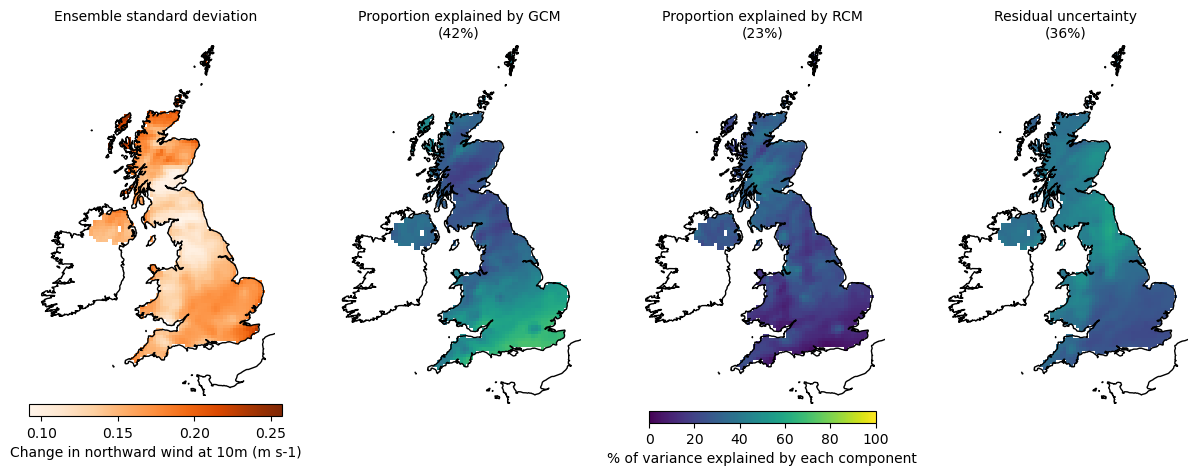 Ensemble standard deviation
Proportion explained by GCM
(42%)
Proportion explained by RCM
(23%)
Residual uncertainty
(36%)
0.10 0.15 0.20 0.25
Change in northward wind at 10m (m s-1)
0 20 40 60 80 100
% of variance explained by each component